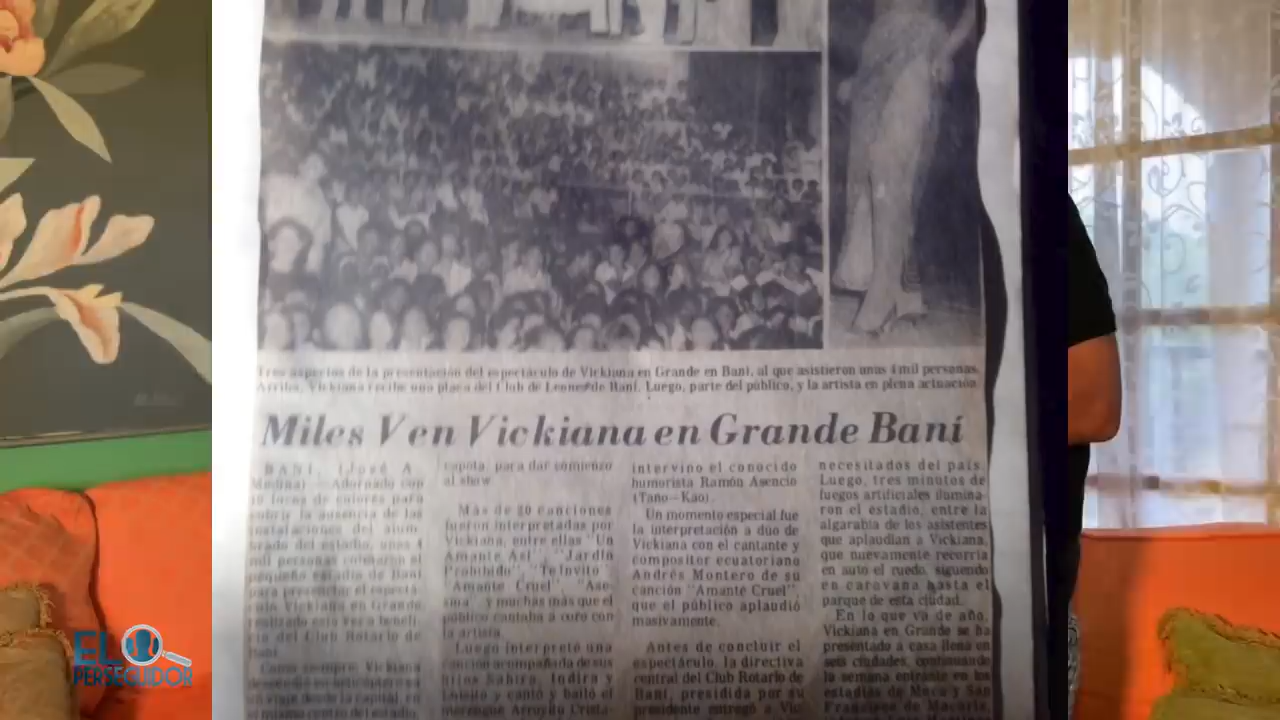 Tres aspectos de la presentación del espectáculo de Vickiana en Grande en Baní, al que asistieron unas 4 mil personas.
Arriba, Vickiana recibe una placa del Club de Leones de Baní. Luego, parte del público, y la artista en plena actuación.
Miles Ven Vickiana en Grande Baní
BANI. (José A.
Medina).— Adornado con
focos de colores para
cubrir la ausencia de las
instalaciones del alum-
brado del estadio, unas 4
mil personas colmaron el
pequeño estadio de Baní
para presenciar el espectá-
culo Vickiana en Grande
realizado esta vez a benefi-
cio del Club Rotario de
Baní.
Como siempre, Vickiana
capota, para dar comienzo
al show.
Más de 20 canciones
fueron interpretadas por
Vickiana, entre ellas "Un
Amante Así", "Jardín
Prohibido", "Te Invito",
"Amante Cruel", "Ase-
sina" y muchas más que el
público cantaba a coro con
la artista.
Luego interpretó una
canción acompañada de sus
hijos Sabri, Indira y
y cantó y bailó el
merengue Arroyito Crista-
intervino el conocido
humorista Ramón Asencio
(Tano—Kao).
Un momento especial fue
la interpretación a duo de
Vickiana con el cantante y
compositor ecuatoriano
Andrés Montero de su
canción "Amante Cruel"
que el público aplaudió
masivamente.
Antes de concluir el
espectáculo, la directiva
central del Club Rotario de
Baní, presidida por su
presidente entregó a Vic-
necesitados del país.
Luego, tres minutos de
fuegos artificiales ilumina-
ron el estadio, entre la
algarabía de los asistentes
que aplaudían a Vickiana,
que nuevamente recorría
en auto el ruedo, siguiendo
en caravana hasta el
parque de esta ciudad.
En lo que va de año,
Vickiana en Grande se ha
presentado a casa llena en
seis ciudades, continuando
la semana entrante en los
estadios de Moca y San
Francisco de Macorís,
EL
PERSEGUIDOR